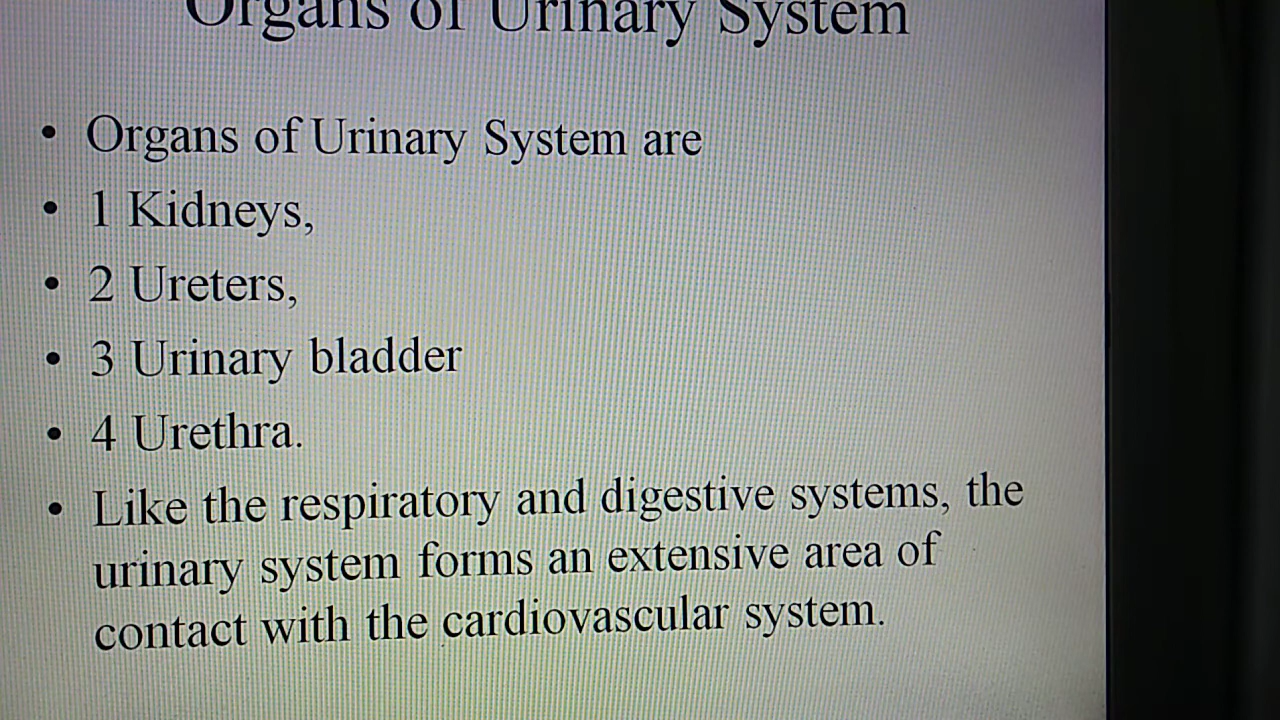 Organs of Urinary System
• Organs of Urinary System are
• 1 Kidneys,
• 2 Ureters,
• 3 Urinary bladder
• 4 Urethra.
• Like the respiratory and digestive systems, the
urinary system forms an extensive area of
contact with the cardiovascular system.